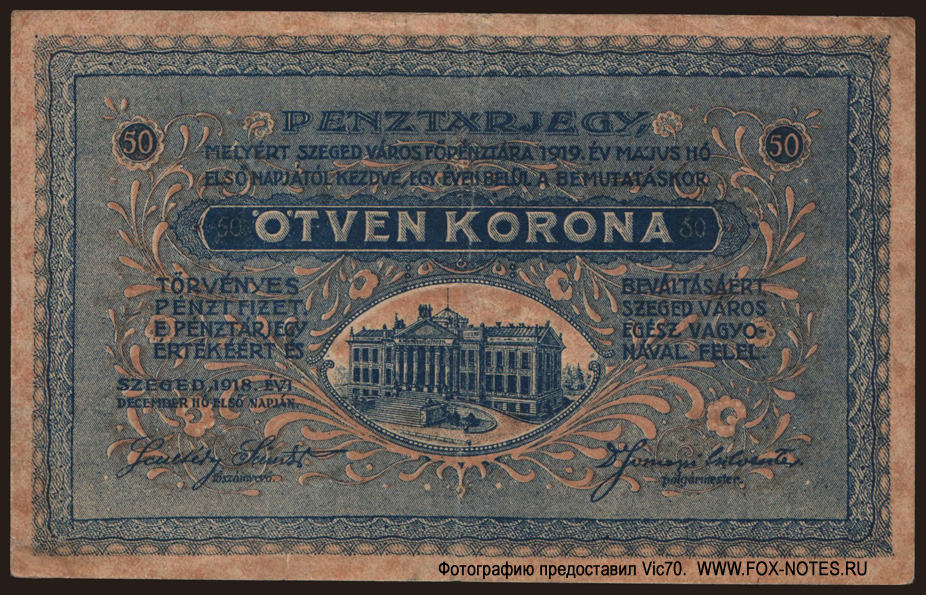 PENZTARJEGY,
50
50
MELYÉRT SZEGED VÁROS FŐPÉNZTÁRA 1919. ÉV MÁJUS HÓ
ELSŐ NAPJÁTÓL KEZDVE, EGY ÉVEN BELÜL A BEMUTATÁSKOR
50 ÖTVEN KORONA 50
TÖRVÉNYES
PÉNZT FIZET
E PÉNZTÁRJEGY
ÉRTÉKÉÉRT ÉS
BEVÁLTÁSÁÉRT
SZEGED VÁROS
EGÉSZ VAGYO-
NÁVAL FELEL.
SZEGED, 1918. ÉVI
DECEMBER HÓ ELSŐ NAPJÁN.
főszámvevő.
polgármester.
Фотографию предоставил Vic70. WWW.FOX-NOTES.RU